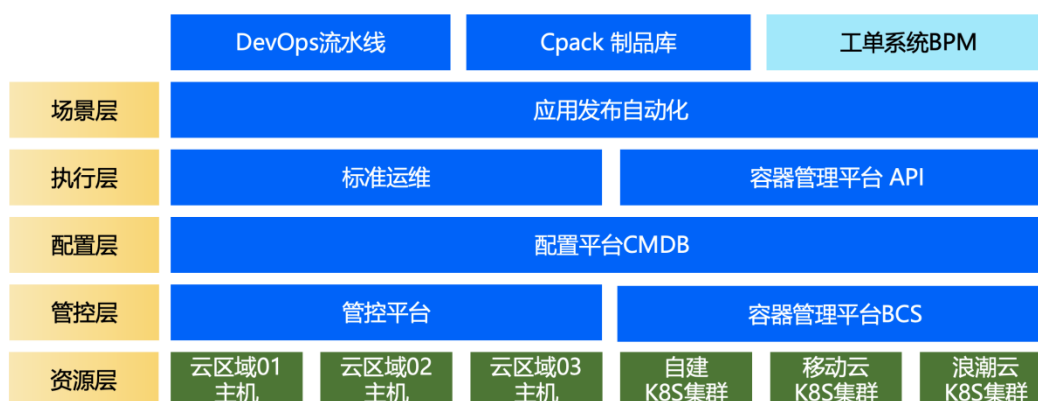 DevOps流水线
Cpack 制品库
工单系统BPM
场景层
应用发布自动化
执行层
标准运维
容器管理平台 API
配置层
配置平台CMDB
管控层
管控平台
容器管理平台BCS
资源层
云区域01
主机
云区域02
主机
云区域03
主机
自建
K8S集群
移动云
K8S集群
浪潮云
K8S集群